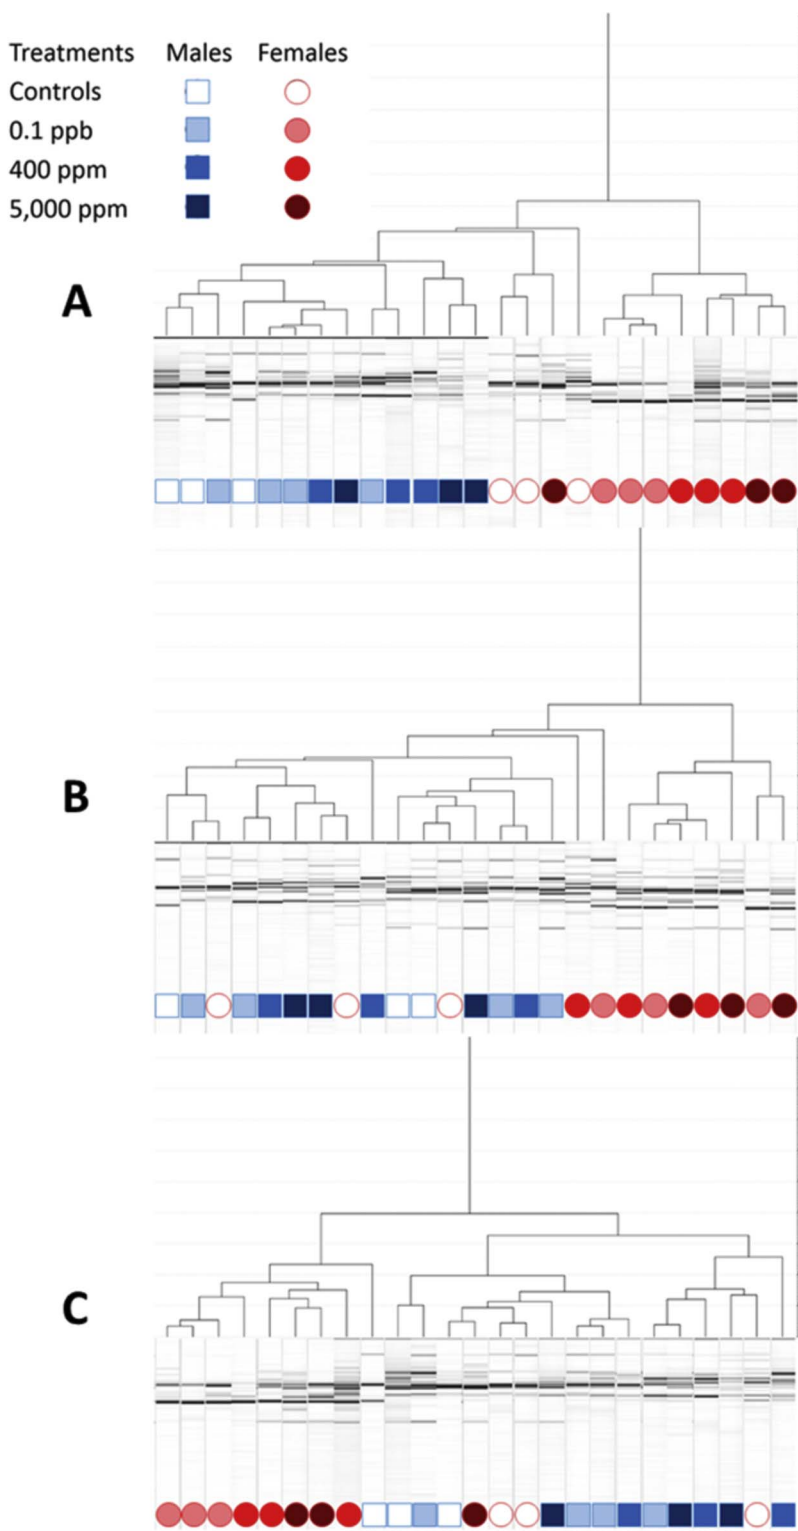 Treatments Males Females
Controls
0.1 ppb
400 ppm
5,000 ppm
A
B
C